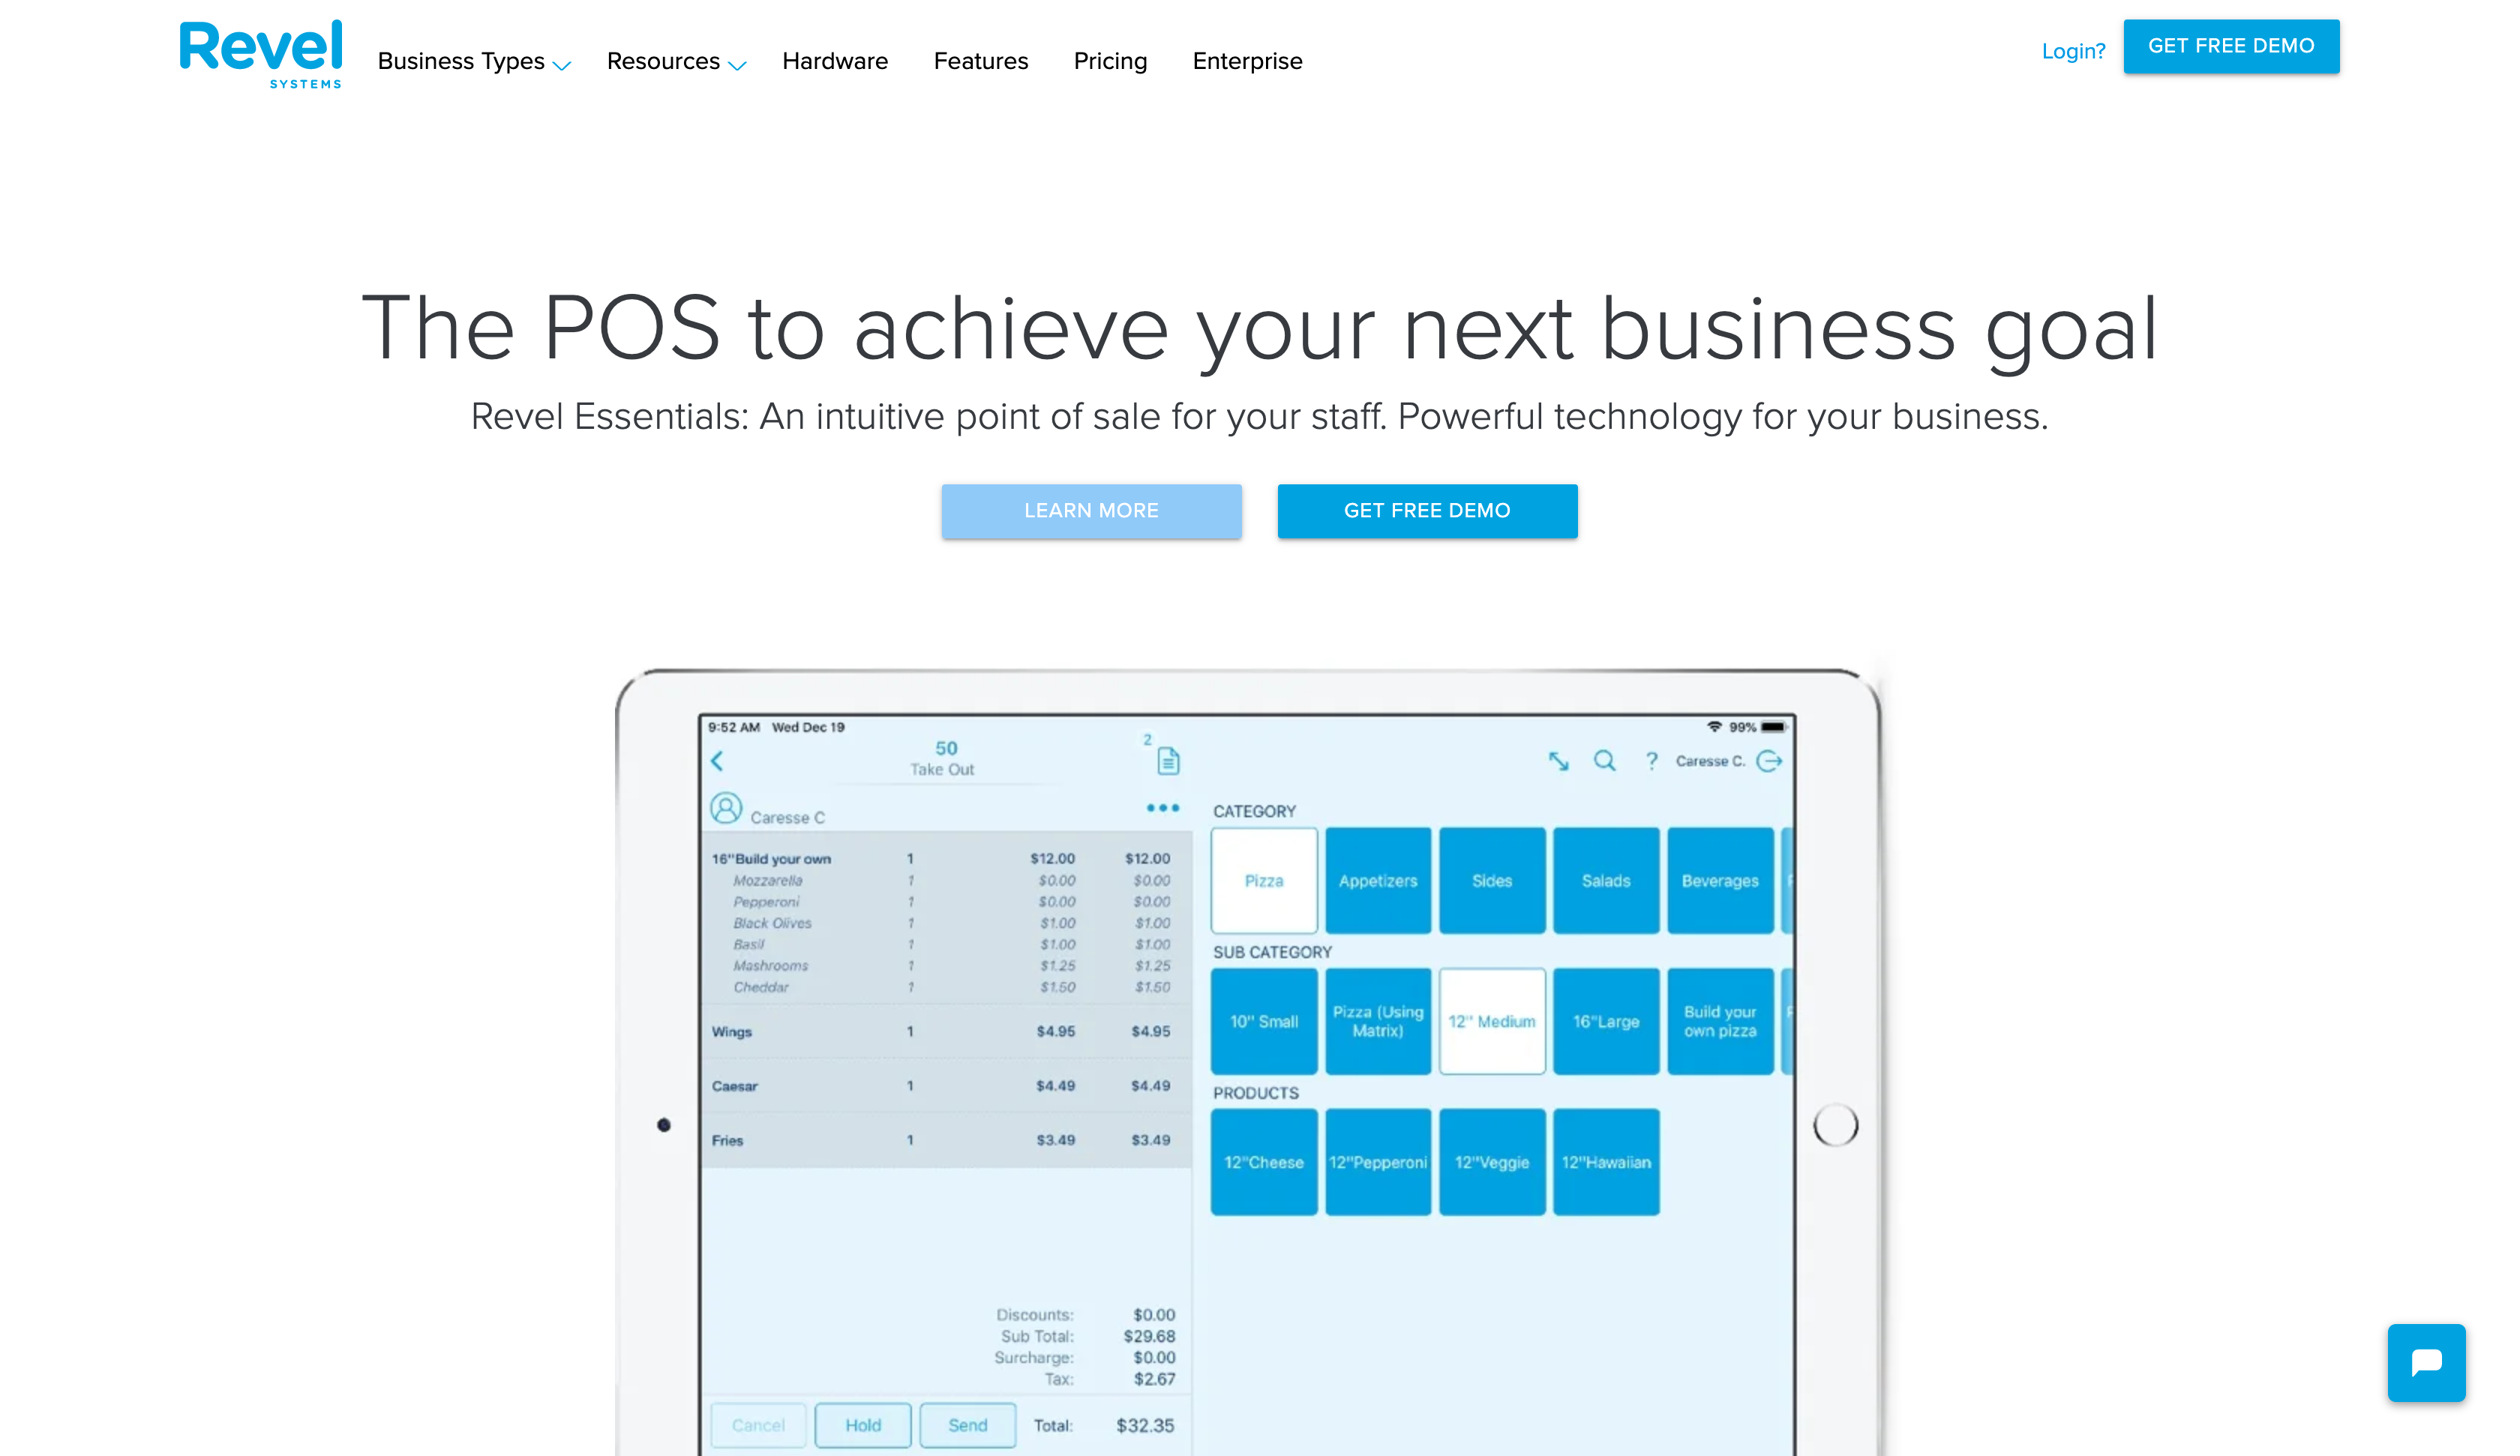 Revel
SYSTEMS
Business Types
Resources
Hardware
Features
Pricing
Enterprise
Login?
GET FREE DEMO
The POS to achieve your next business goal
Revel Essentials: An intuitive point of sale for your staff. Powerful technology for your business.
LEARN MORE
GET FREE DEMO
9:52 AM Wed Dec 19
99%
50
Take Out
2
? Caresse C.
Caresse C
16"Build your own 1 $12.00 $12.00
Mozzarella 1 $0.00 $0.00
Pepperoni 1 $0.00 $0.00
Black Olives 1 $1.00 $1.00
Basil 1 $1.00 $1.00
Mashrooms 1 $1.25 $1.25
Cheddar 1 $1.50 $1.50
Wings 1 $4.95 $4.95
Caesar 1 $4.49 $4.49
Fries 1 $3.49 $3.49
Discounts: $0.00
Sub Total: $29.68
Surcharge: $0.00
Tax: $2.67
Cancel
Hold
Send
Total: $32.35
CATEGORY
Pizza
Appetizers
Sides
Salads
Beverages
SUB CATEGORY
10" Small
Pizza (Using
Matrix)
12" Medium
16"Large
Build your
own pizza
PRODUCTS
12"Cheese
12"Pepperoni
12"Veggie
12"Hawaiian